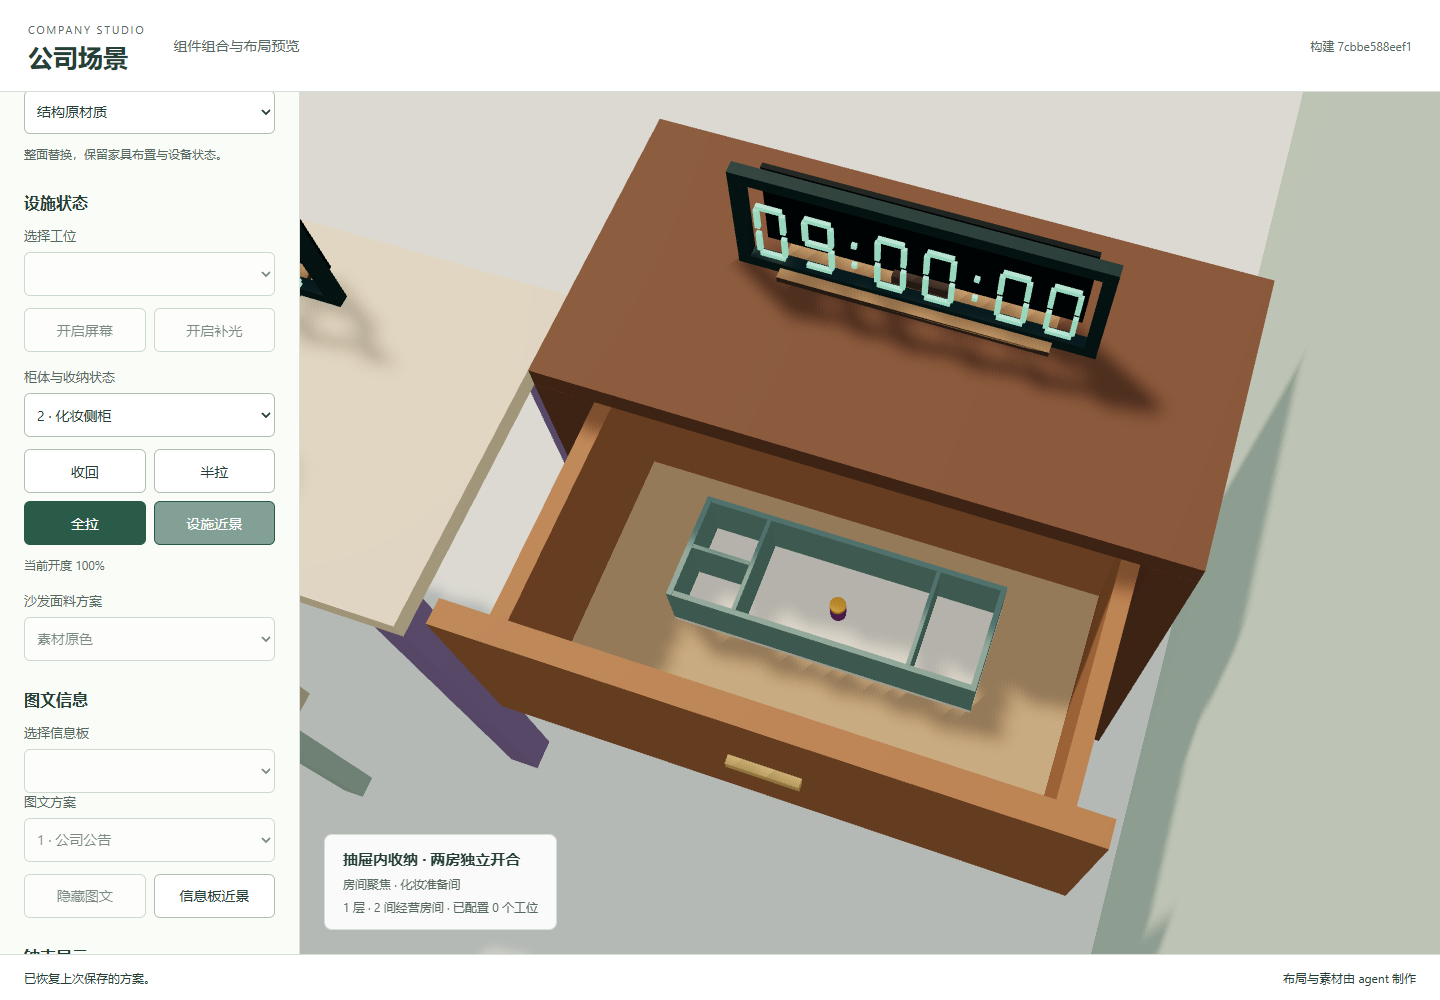 COMPANY STUDIO
公司场景
组件组合与布局预览
构建 7cbbe588eef1
结构原材质
整面替换，保留家具布置与设备状态。
设施状态
选择工位
开启屏幕
开启补光
柜体与收纳状态
2 · 化妆侧柜
收回
半拉
全拉
设施近景
当前开度 100%
沙发面料方案
素材原色
图文信息
选择信息板
图文方案
1 · 公司公告
隐藏图文
信息板近景
09:00:00
抽屉内收纳 · 两房独立开合
房间聚焦 · 化妆准备间
1 层 · 2 间经营房间 · 已配置 0 个工位
已恢复上次保存的方案。
布局与素材由 agent 制作